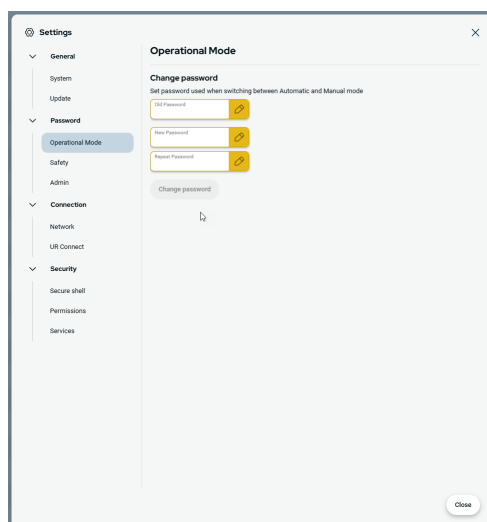 Settings
General
System
Update
Password
Operational Mode
Safety
Admin
Connection
Network
UR Connect
Security
Secure shell
Permissions
Services
Operational Mode
Change password
Set password used when switching between Automatic and Manual mode
Old Password
New Password
Repeat Password
Change password
Close